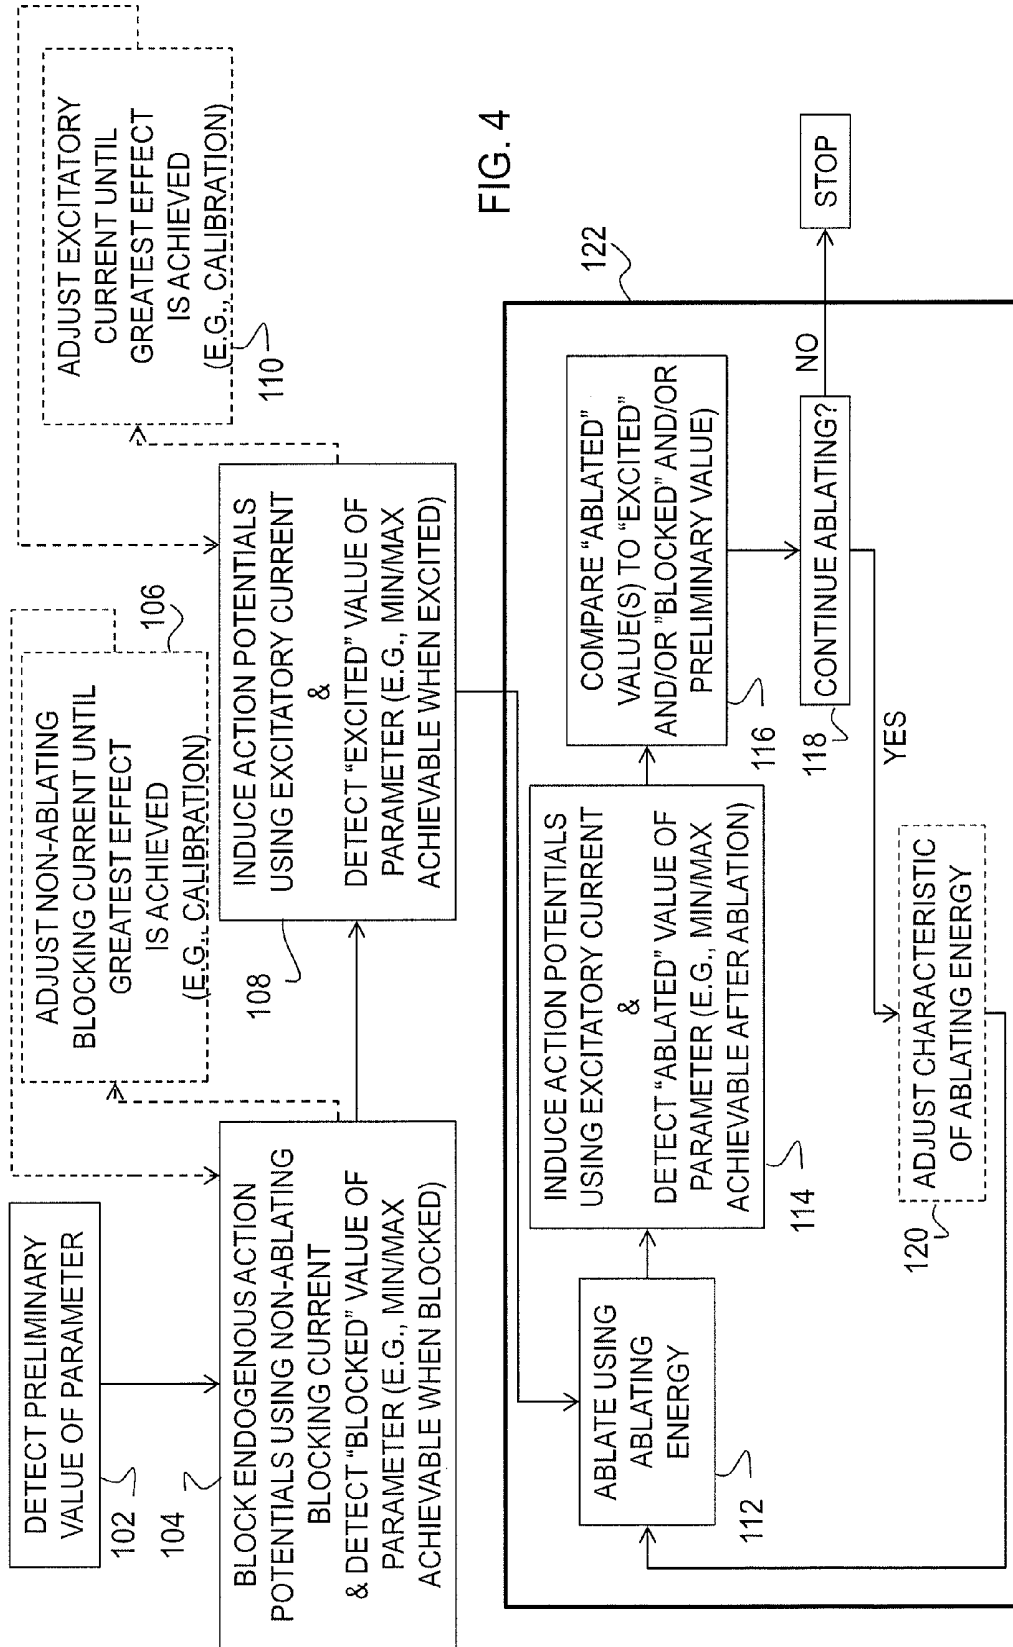 DETECT PRELIMINARY
VALUE OF PARAMETER
102
104
BLOCK ENDOGENOUS ACTION
POTENTIALS USING NON-ABLATING
BLOCKING CURRENT
& DETECT “BLOCKED” VALUE OF
PARAMETER (E.G., MIN/MAX
ACHIEVABLE WHEN BLOCKED)
ADJUST NON-ABLATING
BLOCKING CURRENT UNTIL
GREATEST EFFECT
IS ACHIEVED
(E.G., CALIBRATION)
106
108
INDUCE ACTION POTENTIALS
USING EXCITATORY CURRENT
&
DETECT “EXCITED” VALUE OF
PARAMETER (E.G., MIN/MAX
ACHIEVABLE WHEN EXCITED)
ADJUST EXCITATORY
CURRENT UNTIL
GREATEST EFFECT
IS ACHIEVED
(E.G., CALIBRATION)
110
FIG. 4
122
ABLATE USING
ABLATING
ENERGY
112
INDUCE ACTION POTENTIALS
USING EXCITATORY CURRENT
&
DETECT “ABLATED” VALUE OF
PARAMETER (E.G., MIN/MAX
ACHIEVABLE AFTER ABLATION)
114
COMPARE “ABLATED”
VALUE(S) TO “EXCITED”
AND/OR ”BLOCKED” AND/OR
PRELIMINARY VALUE)
116
CONTINUE ABLATING?
118
NO
STOP
YES
ADJUST CHARACTERISTIC
OF ABLATING ENERGY
120